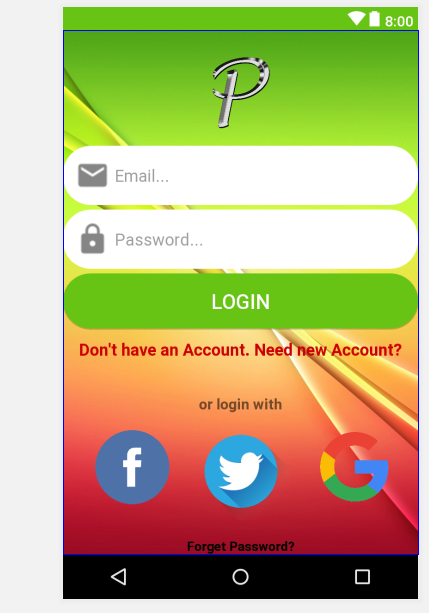 8:00
P
Email...
Password...
LOGIN
Don't have an Account. Need new Account?
or login with
f
G
Forget Password?